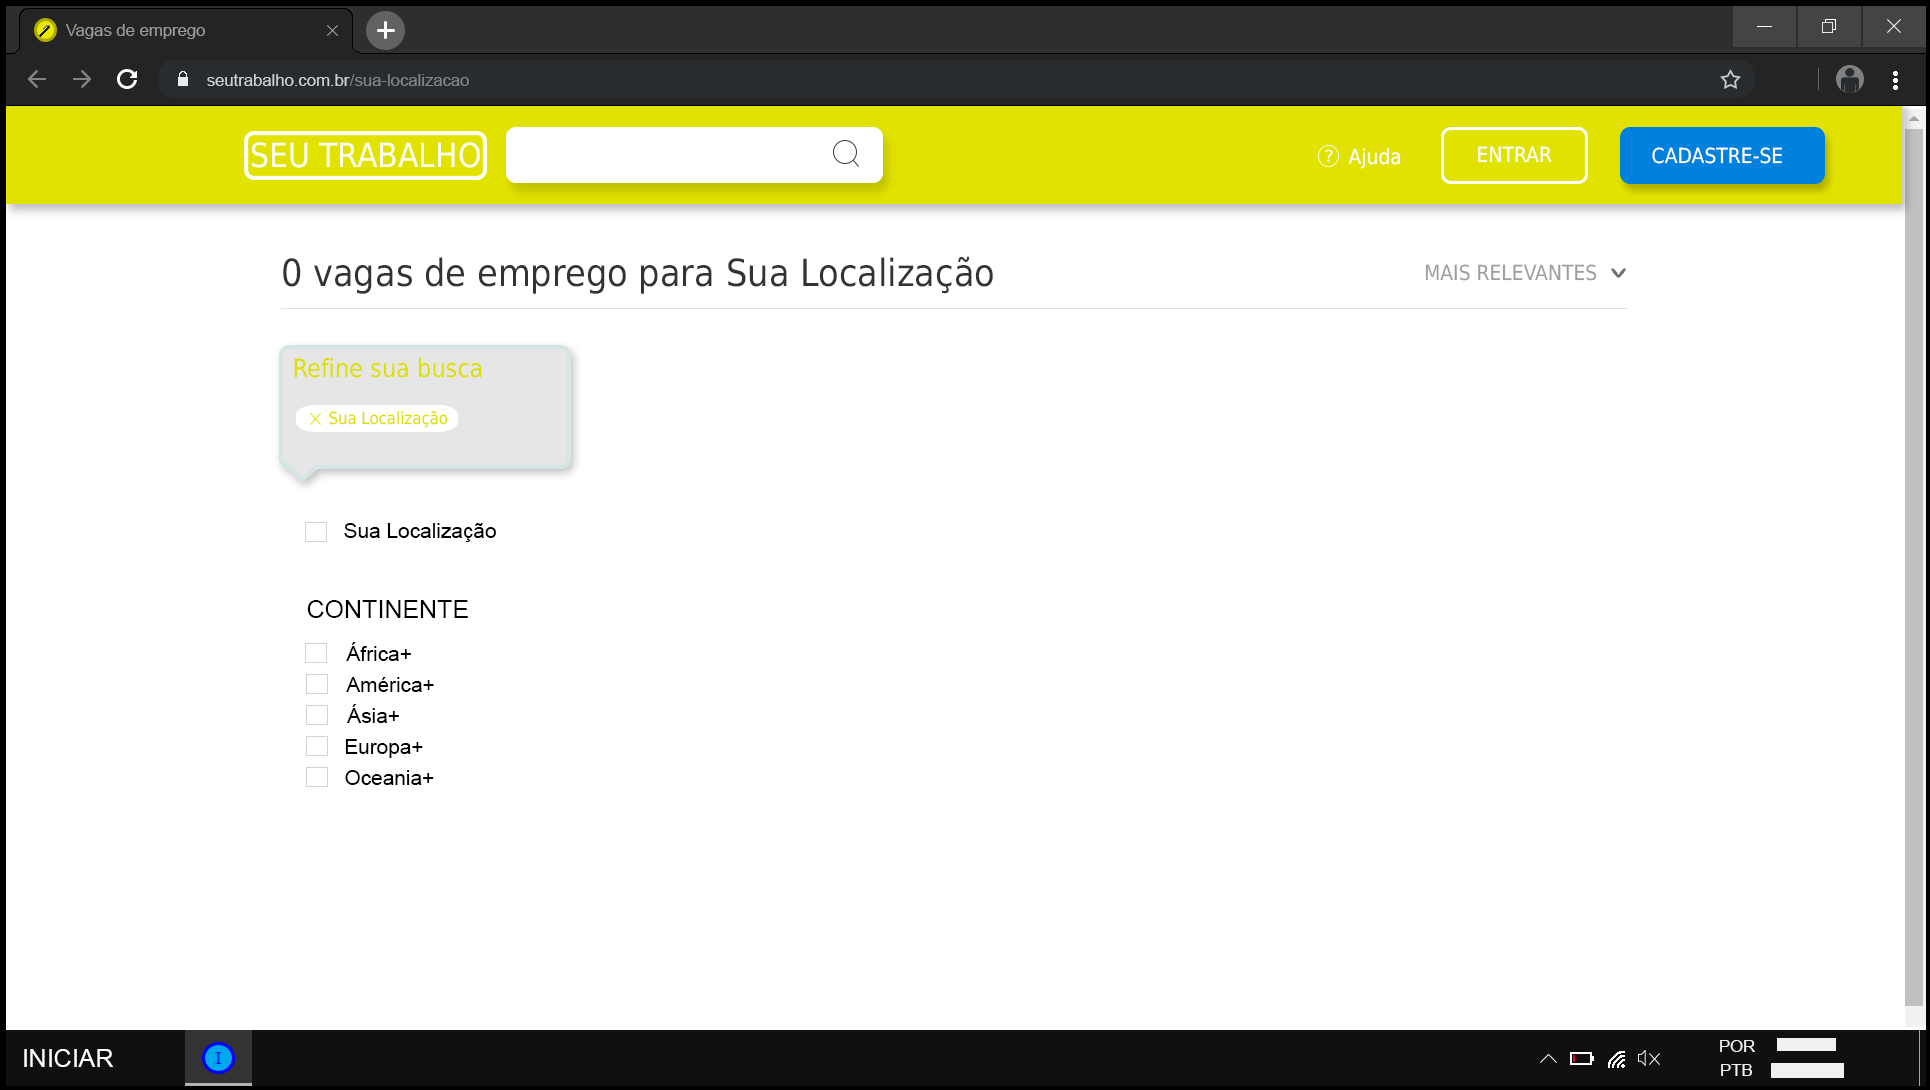 Vagas de emprego
seutrabalho.com.br/sua-localizacao
SEU TRABALHO
? Ajuda
ENTRAR
CADASTRE-SE
0 vagas de emprego para Sua Localização
MAIS RELEVANTES
Refine sua busca
Sua Localização
Sua Localização
CONTINENTE
África+
América+
Ásia+
Europa+
Oceania+
INICIAR
I
POR
PTB